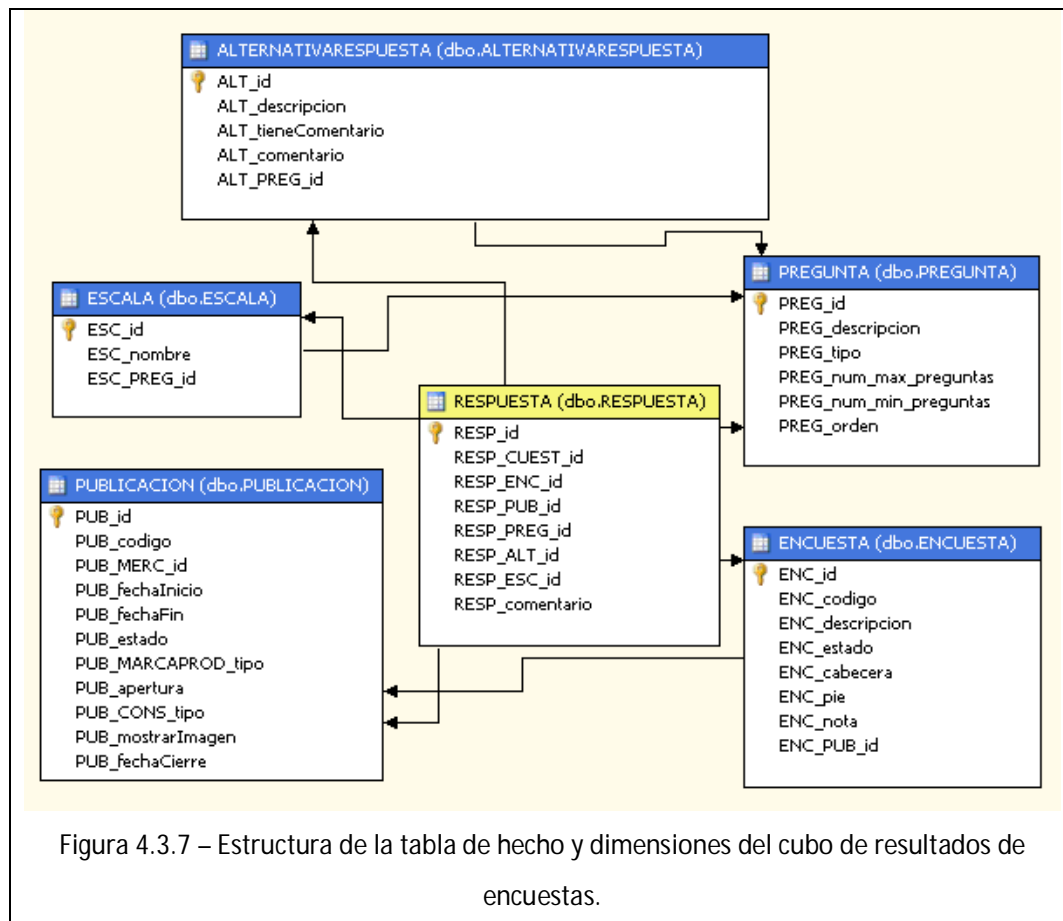 ALTERNATIVARESPUESTA (dbo.ALTERNATIVARESPUESTA)
ALT_id
ALT_descripcion
ALT_tieneComentario
ALT_comentario
ALT_PREG_id
PREGUNTA (dbo.PREGUNTA)
PREG_id
PREG_descripcion
PREG_tipo
PREG_num_max_preguntas
PREG_num_min_preguntas
PREG_orden
ESCALA (dbo.ESCALA)
ESC_id
ESC_nombre
ESC_PREG_id
RESPUESTA (dbo.RESPUESTA)
RESP_id
RESP_CUEST_id
RESP_ENC_id
RESP_PUB_id
RESP_PREG_id
RESP_ALT_id
RESP_ESC_id
RESP_comentario
PUBLICACION (dbo.PUBLICACION)
PUB_id
PUB_codigo
PUB_MERC_id
PUB_fechaInicio
PUB_fechaFin
PUB_estado
PUB_MARCAPROD_tipo
PUB_apertura
PUB_CONS_tipo
PUB_mostrarImagen
PUB_fechaCierre
ENCUESTA (dbo.ENCUESTA)
ENC_id
ENC_codigo
ENC_descripcion
ENC_estado
ENC_cabecera
ENC_pie
ENC_nota
ENC_PUB_id
Figura 4.3.7 – Estructura de la tabla de hecho y dimensiones del cubo de resultados de
encuestas.